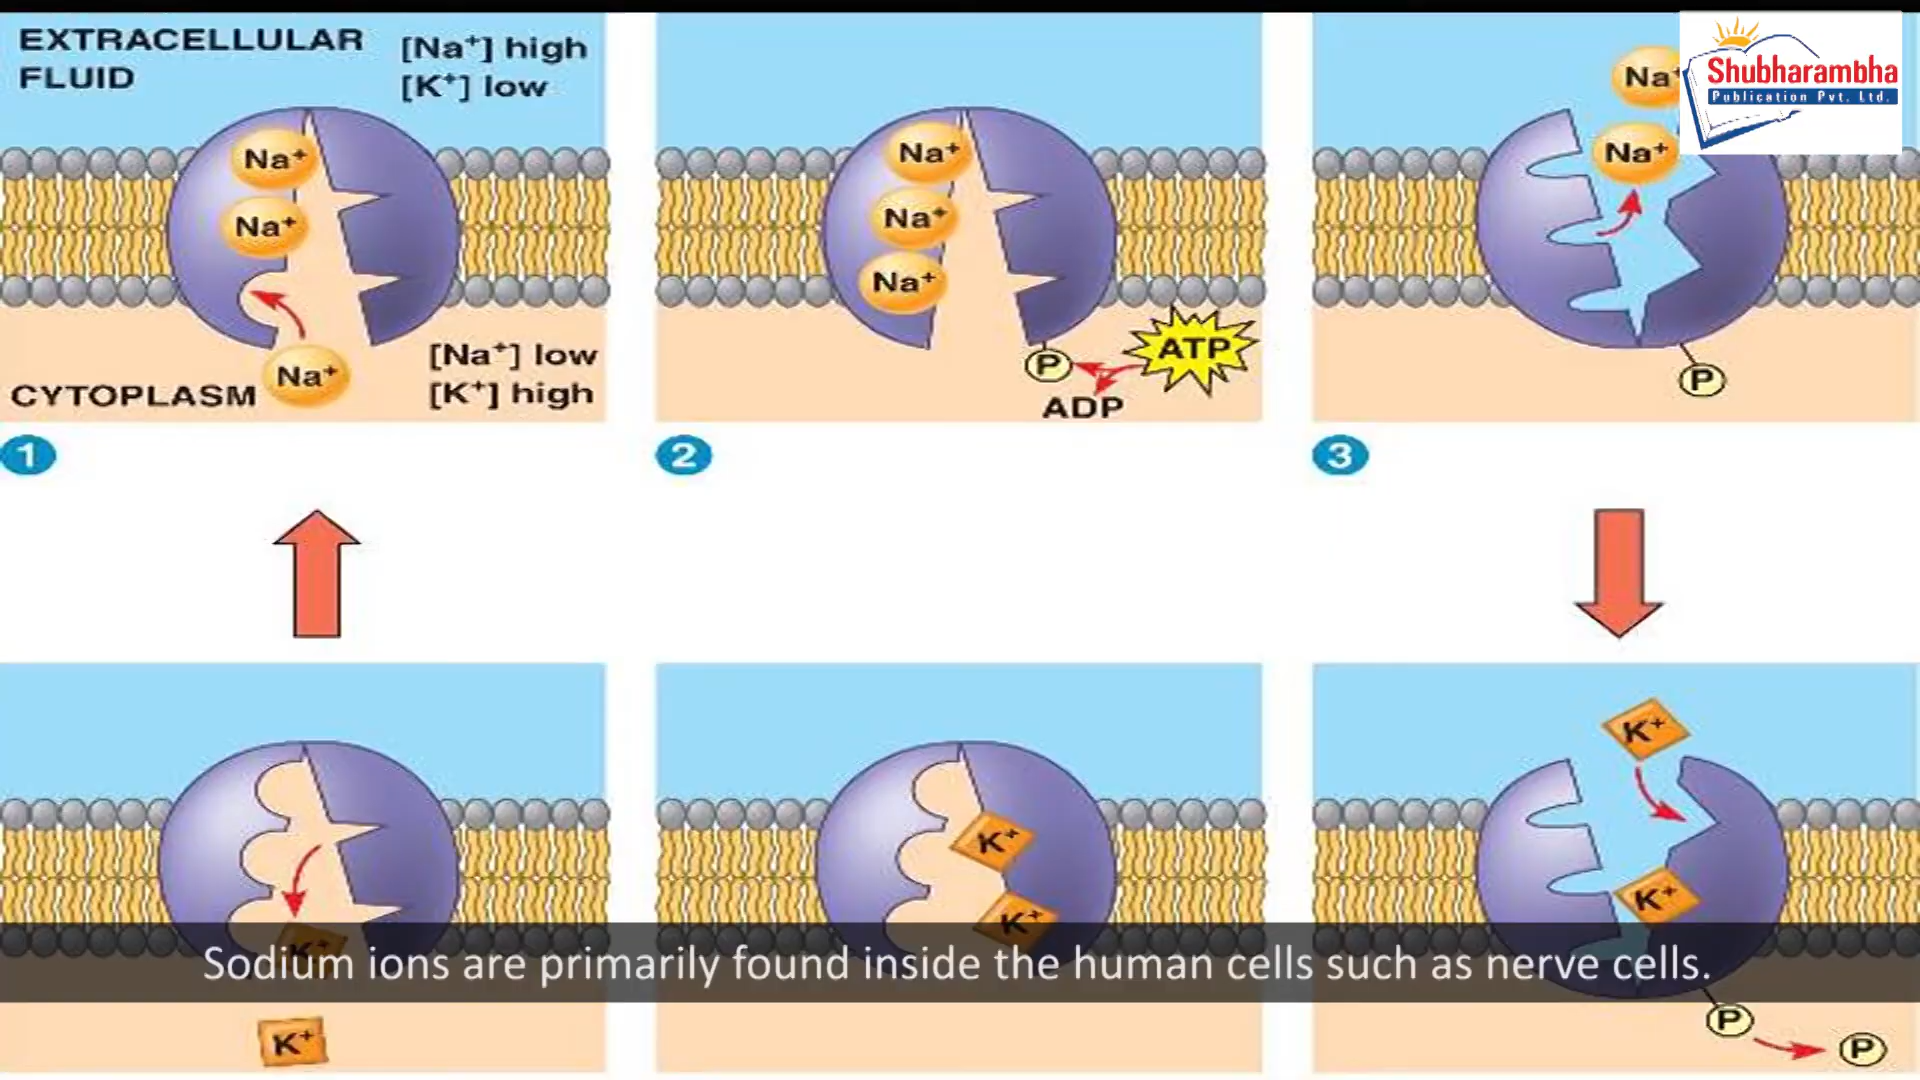 EXTRACELLULAR
FLUID
[Na⁺] high
[K⁺] low
Na⁺
Na⁺
Na⁺
CYTOPLASM
[Na⁺] low
[K⁺] high
1
Na⁺
Na⁺
Na⁺
P
ATP
ADP
2
Na⁺
Na⁺
P
3
Shubharambha
Publication Pvt. Ltd.
K⁺
K⁺
K⁺
K⁺
K⁺
K⁺
P
P
Sodium ions are primarily found inside the human cells such as nerve cells.